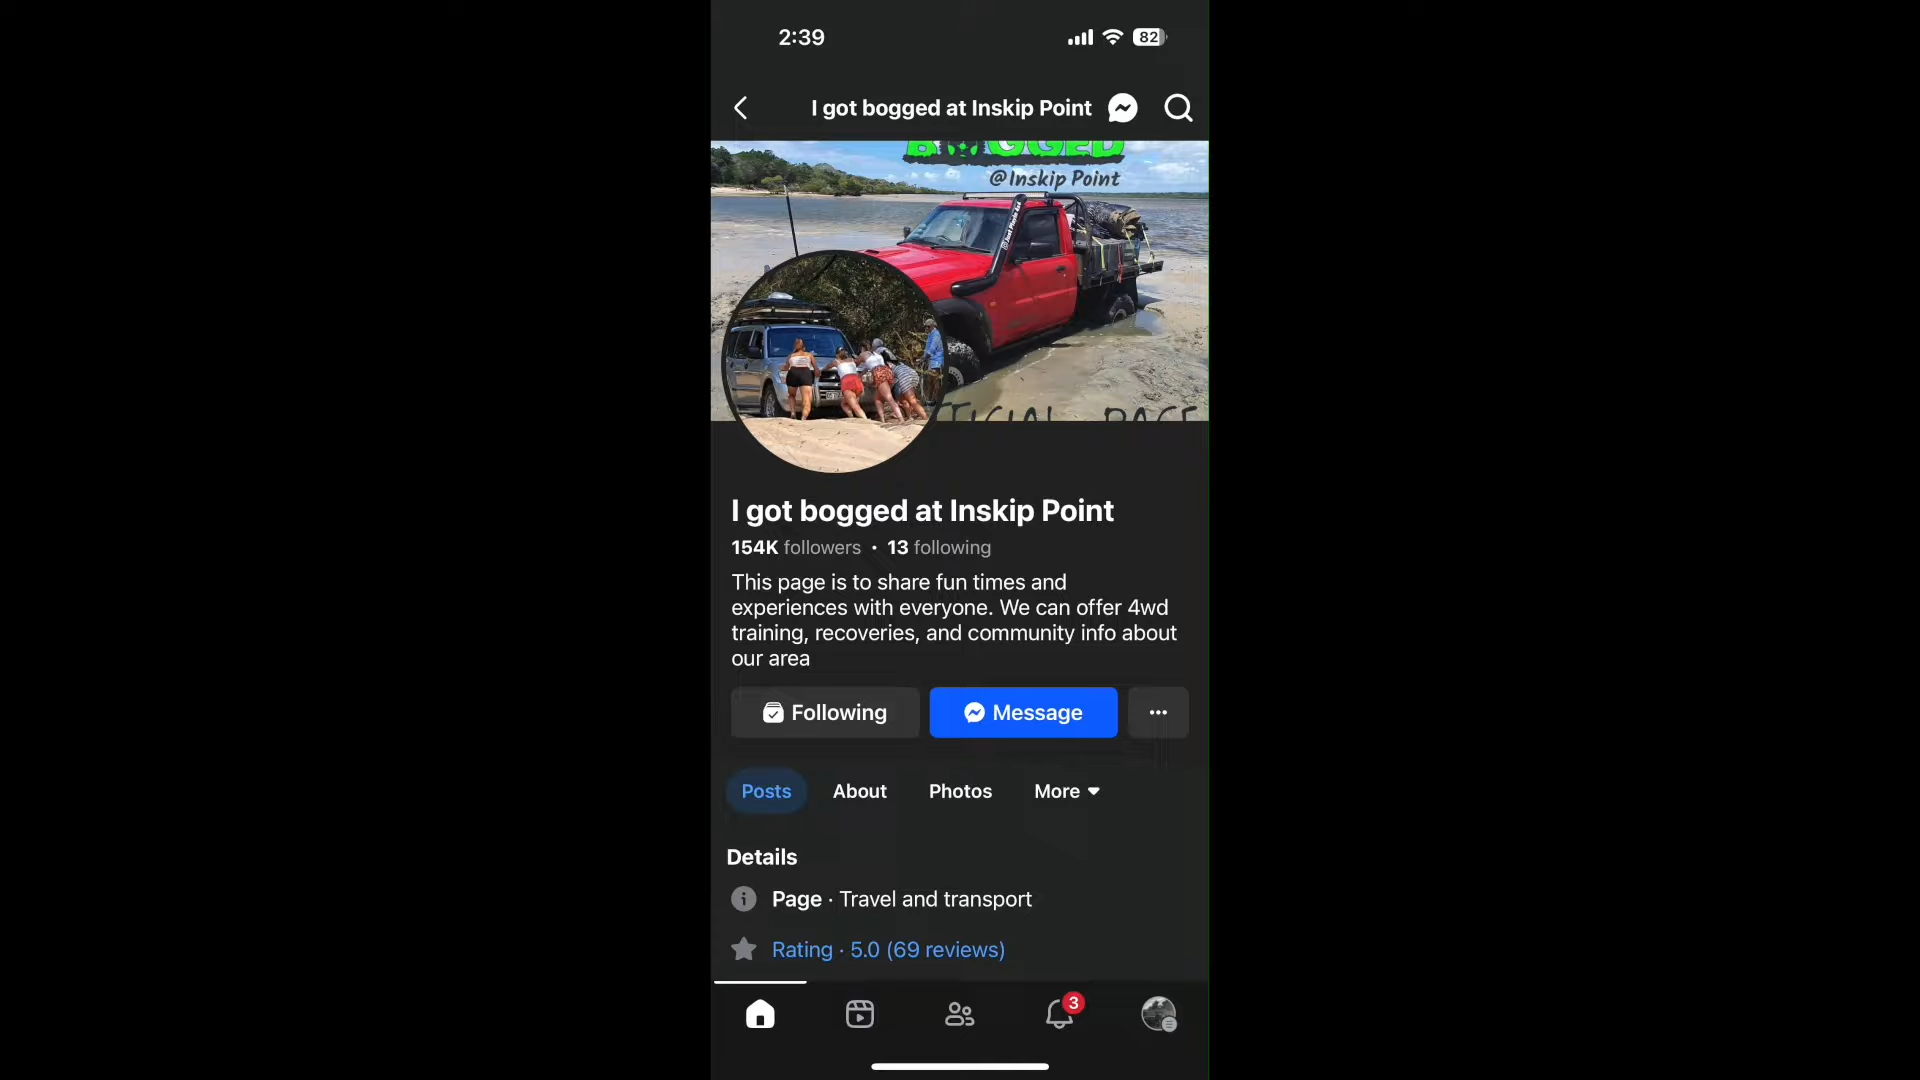 2:39
82
I got bogged at Inskip Point
BOGGED
@Inskip Point
I got bogged at Inskip Point
154K followers · 13 following
This page is to share fun times and
experiences with everyone. We can offer 4wd
training, recoveries, and community info about
our area
Following
Message
Posts
About
Photos
More
Details
Page · Travel and transport
Rating · 5.0 (69 reviews)
3